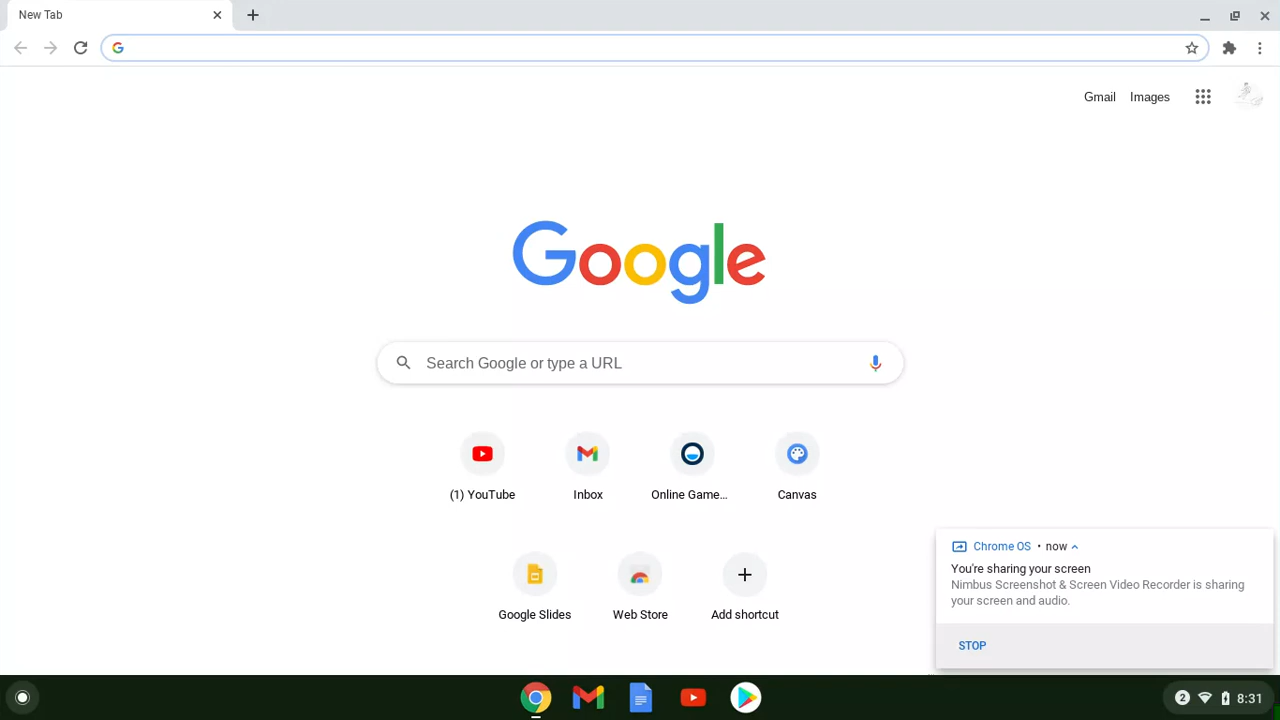 New Tab
Gmail Images
Google
Search Google or type a URL
(1) YouTube Inbox Online Game... Canvas
Google Slides Web Store Add shortcut
Chrome OS • now
You're sharing your screen
Nimbus Screenshot & Screen Video Recorder is sharing
your screen and audio.
STOP
2 8:31